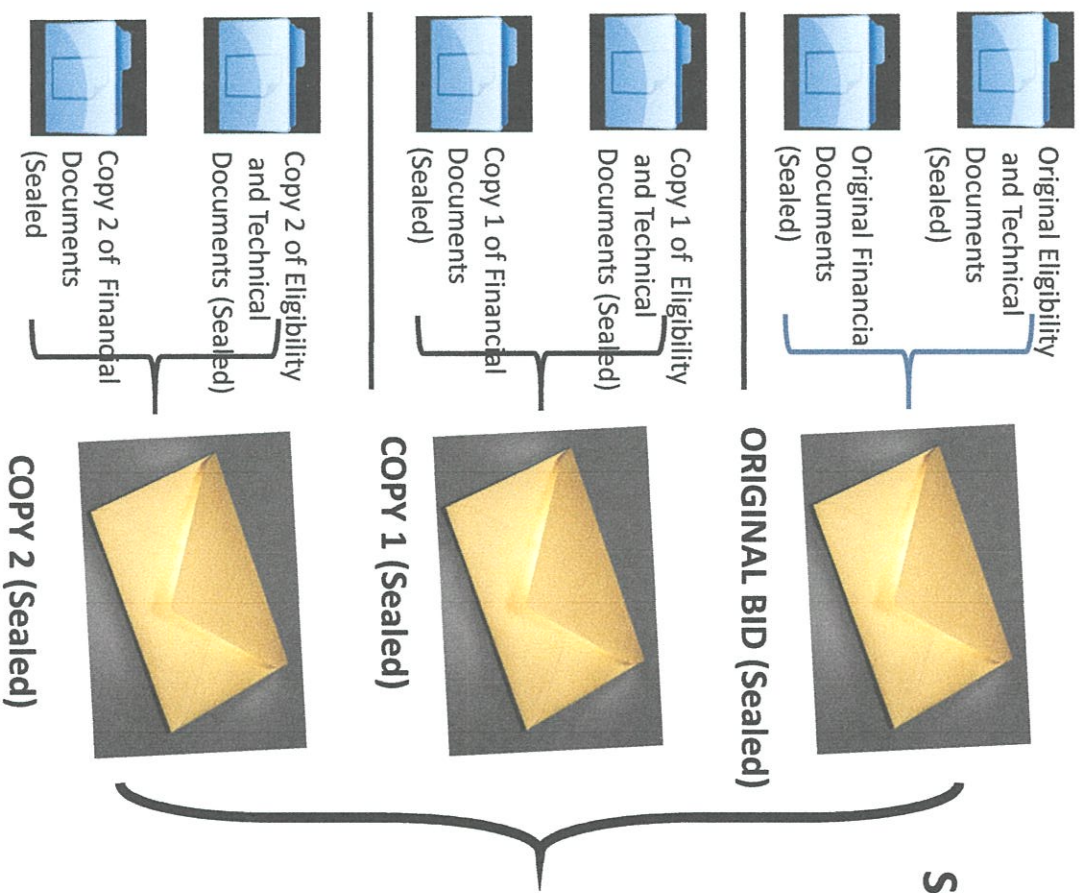 S
Original Eligibility
and Technical
Documents
(Sealed)
Original Financia
Documents
(Sealed)
ORIGINAL BID (Sealed)
Copy 1 of Eligibility
and Technical
Documents (Sealed)
Copy 1 of Financial
Documents
(Sealed)
COPY 1 (Sealed)
Copy 2 of Eligibility
and Technical
Documents (Sealed)
Copy 2 of Financial
Documents
(Sealed
COPY 2 (Sealed)